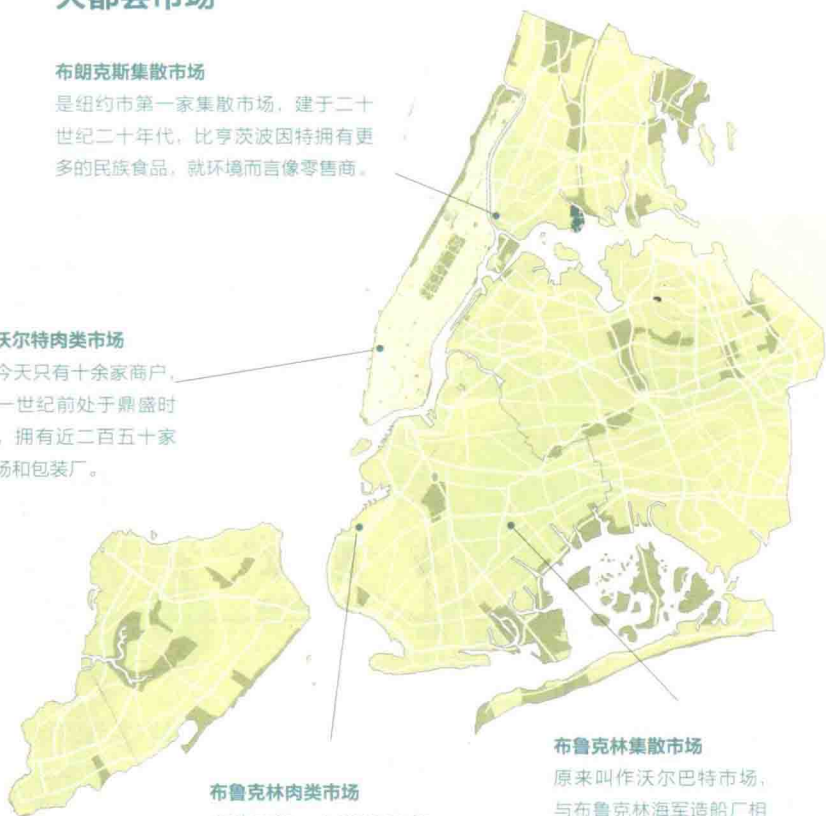 布朗克斯集散市场
是纽约市第一家集散市场，建于二十
世纪二十年代，比亨茨波因特拥有更
多的民族食品，就环境而言像零售商。
沃尔特肉类市场
今天只有十余家商户，
一世纪前处于鼎盛时
，拥有近二百五十家
场和包装厂。
布鲁克林肉类市场
布鲁克林集散市场
原来叫作沃尔巴特市场，
与布鲁克林海军造船厂相